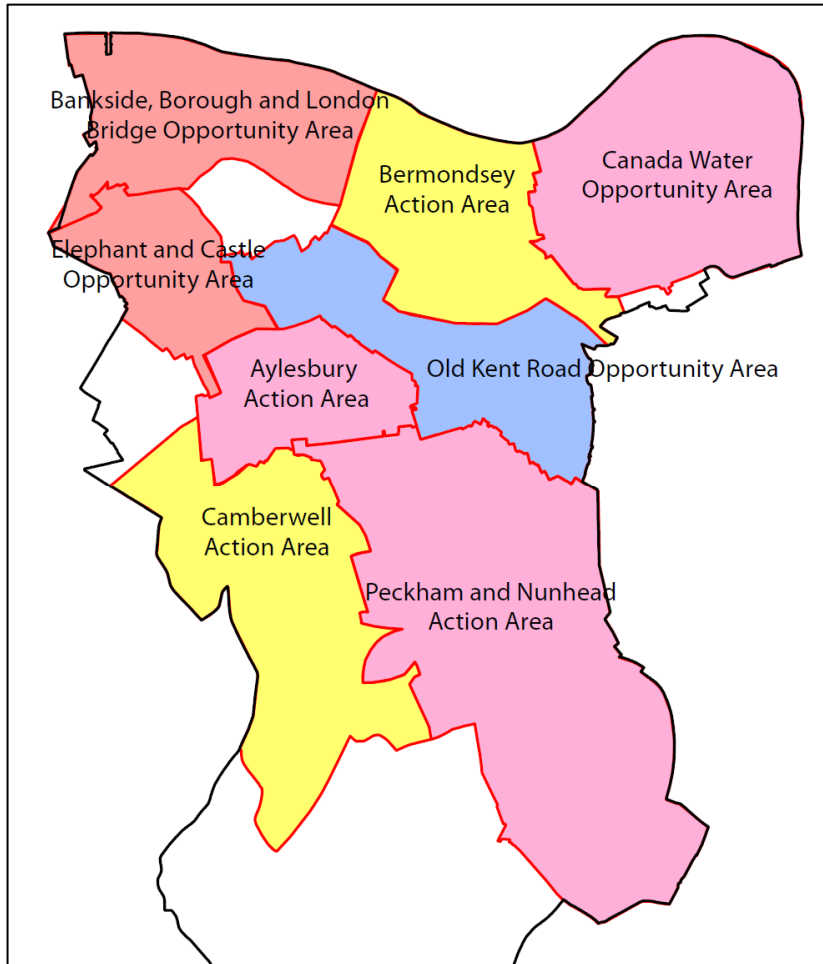 Bankside, Borough and London
Bridge Opportunity Area
Bermondsey
Action Area
Canada Water
Opportunity Area
Elephant and Castle
Opportunity Area
Aylesbury
Action Area
Old Kent Road Opportunity Area
Camberwell
Action Area
Peckham and Nunhead
Action Area